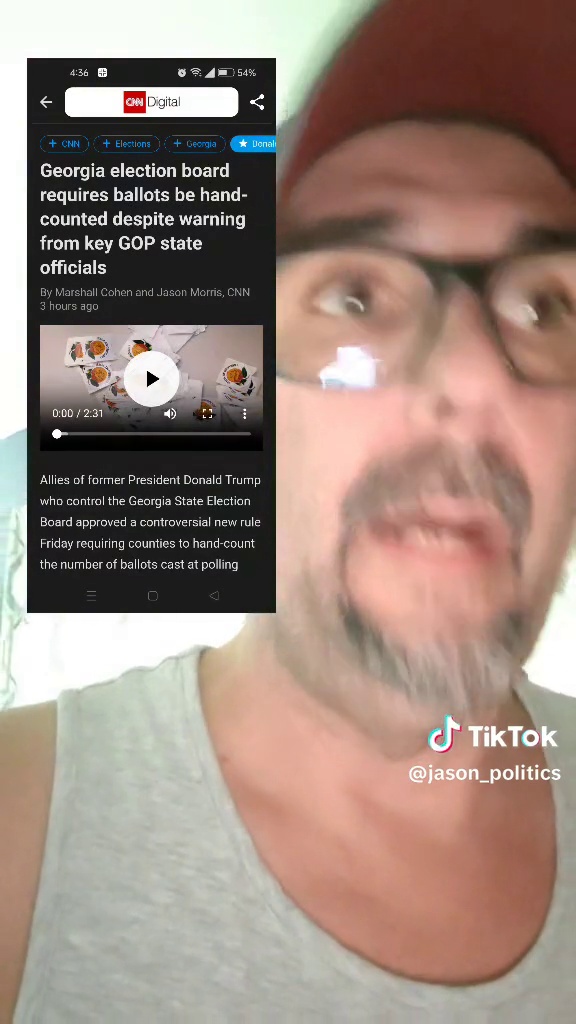 4:36
54%
CNN Digital
+ CNN
+ Elections
+ Georgia
★ Donal
Georgia election board
requires ballots be hand-
counted despite warning
from key GOP state
officials
By Marshall Cohen and Jason Morris, CNN
3 hours ago
0:00 / 2:31
Allies of former President Donald Trump
who control the Georgia State Election
Board approved a controversial new rule
Friday requiring counties to hand-count
the number of ballots cast at polling
TikTok
@jason_politics